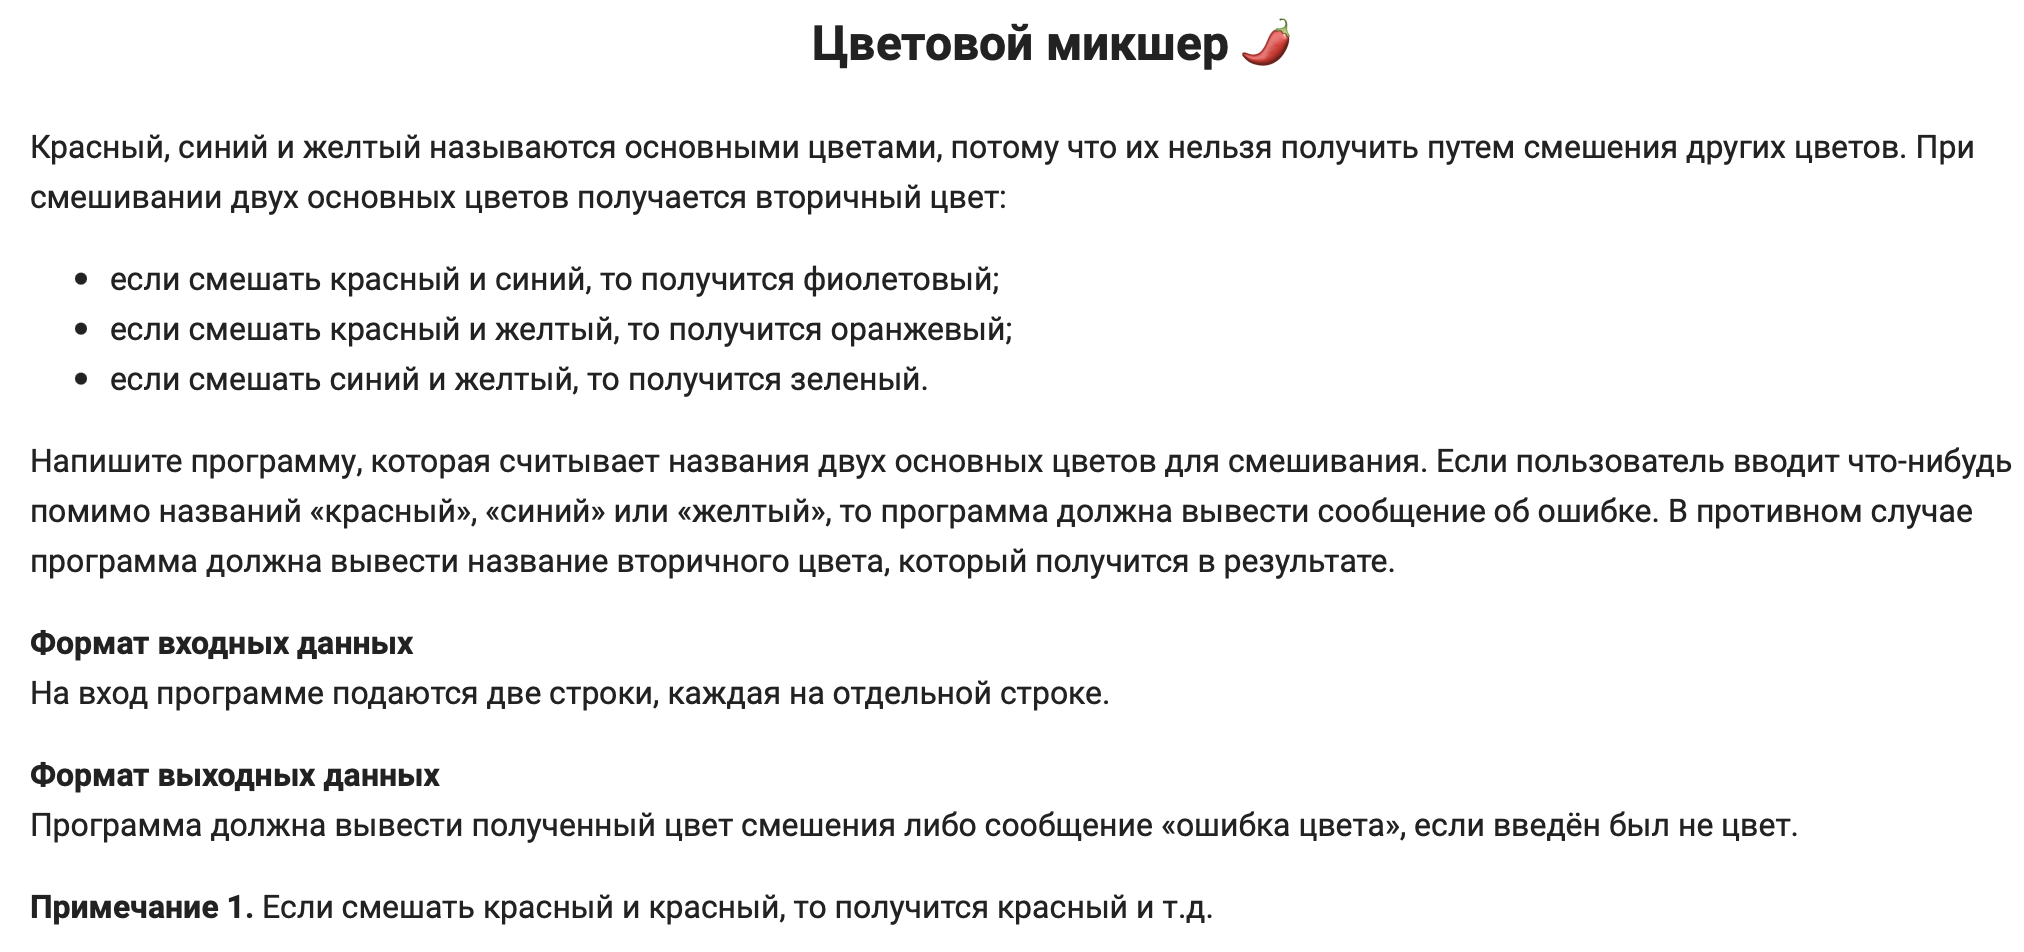 Цветовой микшер 🌶️
Красный, синий и желтый называются основными цветами, потому что их нельзя получить путем смешения других цветов. При
смешивании двух основных цветов получается вторичный цвет:
• если смешать красный и синий, то получится фиолетовый;
• если смешать красный и желтый, то получится оранжевый;
• если смешать синий и желтый, то получится зеленый.
Напишите программу, которая считывает названия двух основных цветов для смешивания. Если пользователь вводит что-нибудь
помимо названий «красный», «синий» или «желтый», то программа должна вывести сообщение об ошибке. В противном случае
программа должна вывести название вторичного цвета, который получится в результате.
Формат входных данных
На вход программе подаются две строки, каждая на отдельной строке.
Формат выходных данных
Программа должна вывести полученный цвет смешения либо сообщение «ошибка цвета», если введён был не цвет.
Примечание 1. Если смешать красный и красный, то получится красный и т.д.